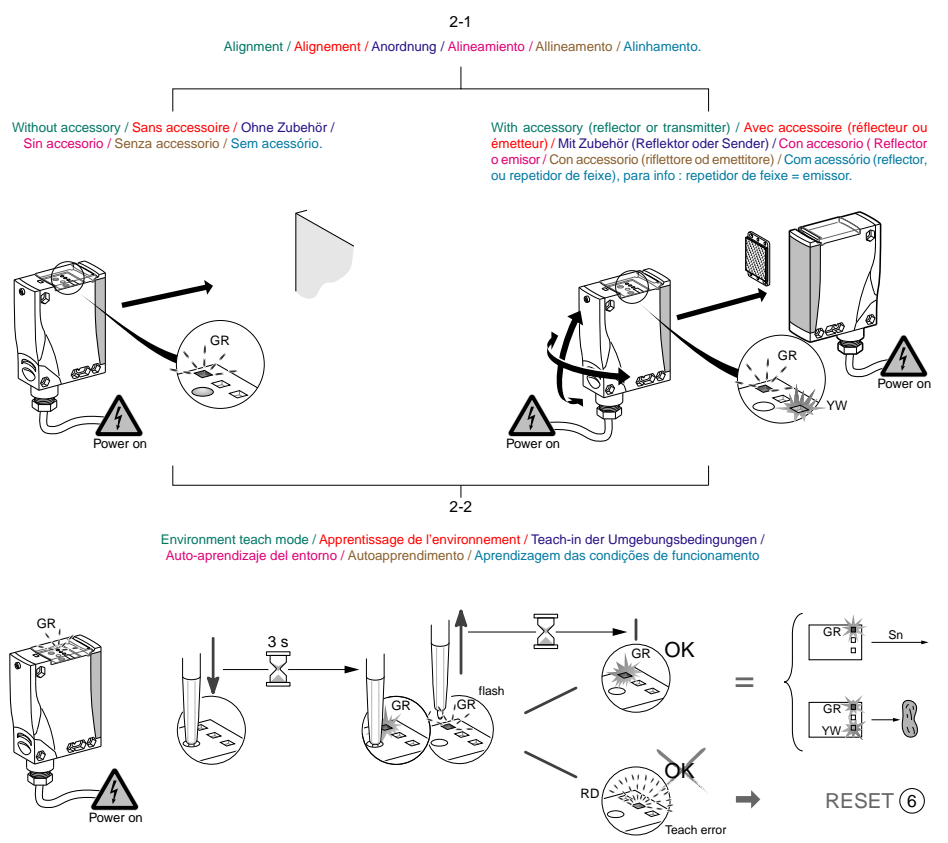 2-1
Alignment / Alignement / Anordnung / Alineamiento / Allineamento / Alinhamento.
Without accessory / Sans accessoire / Ohne Zubehör /
Sin accesorio / Senza accessorio / Sem acessório.
With accessory (reflector or transmitter) / Avec accessoire (réflecteur ou
émetteur) / Mit Zubehör (Reflektor oder Sender) / Con accesorio ( Reflector
o emisor / Con accessorio (riflettore od emettitore) / Com acessório (reflector,
ou repetidor de feixe), para info : repetidor de feixe = emissor.
GR
Power on
GR
YW
Power on
Power on
2-2
Environment teach mode / Apprentissage de l'environnement / Teach-in der Umgebungsbedingungen /
Auto-aprendizaje del entorno / Autoapprendimento / Aprendizagem das condições de funcionamento
GR
Power on
3 s
GR
flash
GR
GR
OK
=
GR
Sn
GR
YW
RD
OK
Teach error
RESET 6